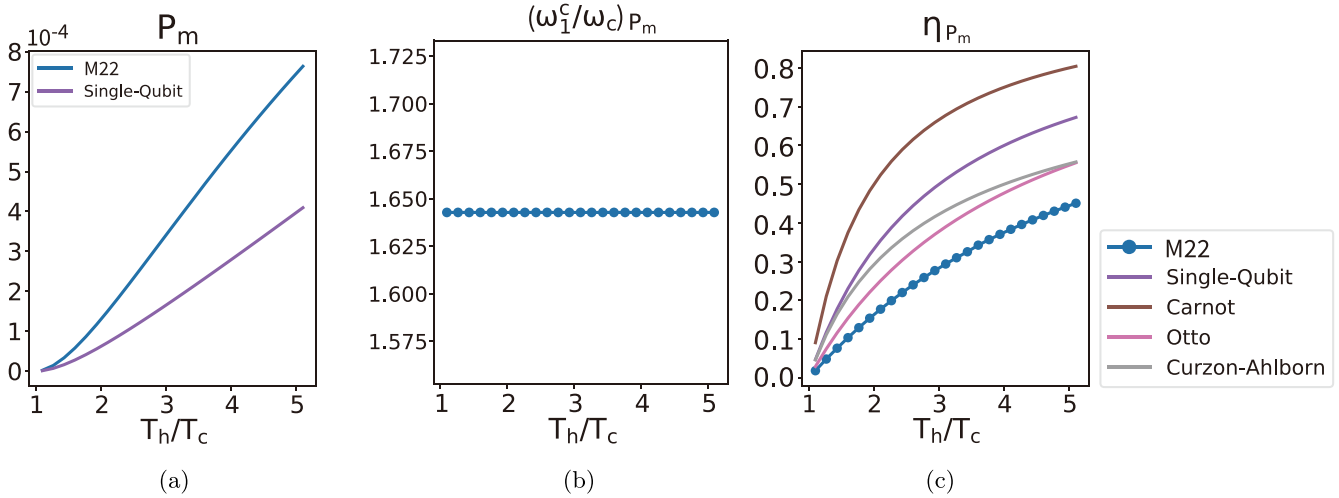 P_m
10^-4
8
7
6
5
4
3
2
1
0
M22
Single-Qubit
1 2 3 4 5
T_h/T_c
(a)
(ω_1^c/ω_c)_{P_m}
1.725
1.700
1.675
1.650
1.625
1.600
1.575
1 2 3 4 5
T_h/T_c
(b)
η_{P_m}
0.8
0.7
0.6
0.5
0.4
0.3
0.2
0.1
0.0
1 2 3 4 5
T_h/T_c
(c)
M22
Single-Qubit
Carnot
Otto
Curzon-Ahlborn